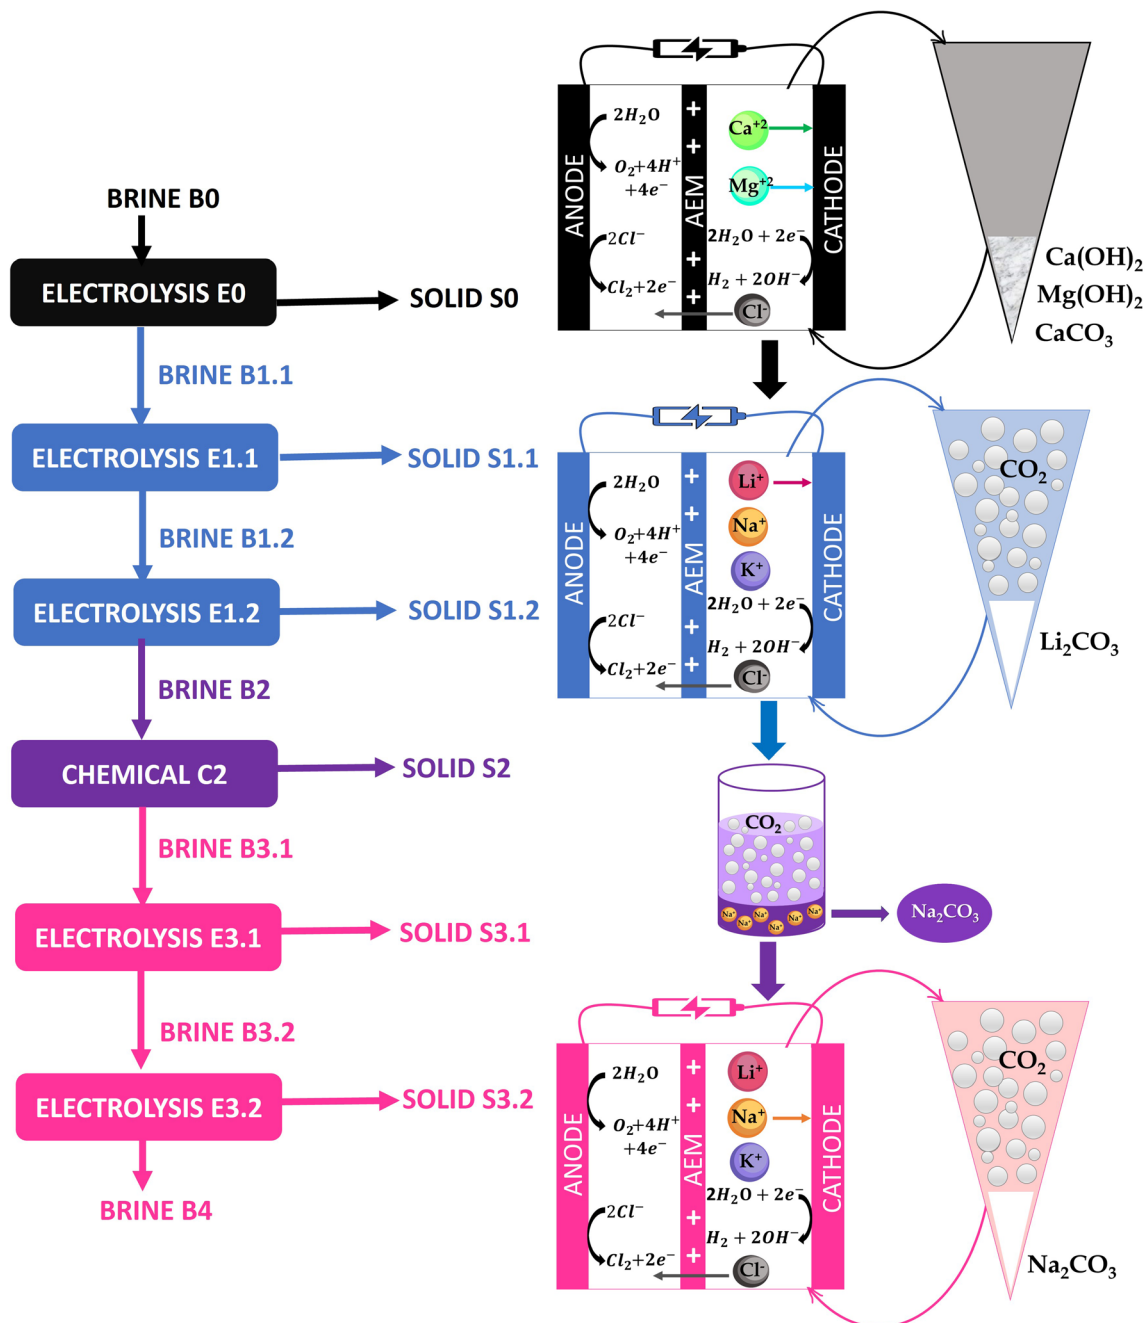 BRINE B0
ELECTROLYSIS E0
SOLID S0
BRINE B1.1
ELECTROLYSIS E1.1
SOLID S1.1
BRINE B1.2
ELECTROLYSIS E1.2
SOLID S1.2
BRINE B2
CHEMICAL C2
SOLID S2
BRINE B3.1
ELECTROLYSIS E3.1
SOLID S3.1
BRINE B3.2
ELECTROLYSIS E3.2
SOLID S3.2
BRINE B4
ANODE
2H₂O
O₂+4H⁺
+4e⁻
2Cl⁻
Cl₂+2e⁻
AEM
+
+
+
+
Ca⁺²
Mg⁺²
2H₂O + 2e⁻
H₂ + 2OH⁻
Cl⁻
CATHODE
Ca(OH)₂
Mg(OH)₂
CaCO₃
ANODE
2H₂O
O₂+4H⁺
+4e⁻
2Cl⁻
Cl₂+2e⁻
AEM
+
+
+
+
Li⁺
Na⁺
K⁺
2H₂O + 2e⁻
H₂ + 2OH⁻
Cl⁻
CATHODE
CO₂
Li₂CO₃
CO₂
Na⁺ Na⁺ Na⁺ Na⁺ Na⁺ Na⁺
Na₂CO₃
ANODE
2H₂O
O₂+4H⁺
+4e⁻
2Cl⁻
Cl₂+2e⁻
AEM
+
+
+
+
Li⁺
Na⁺
K⁺
2H₂O + 2e⁻
H₂ + 2OH⁻
Cl⁻
CATHODE
CO₂
Na₂CO₃